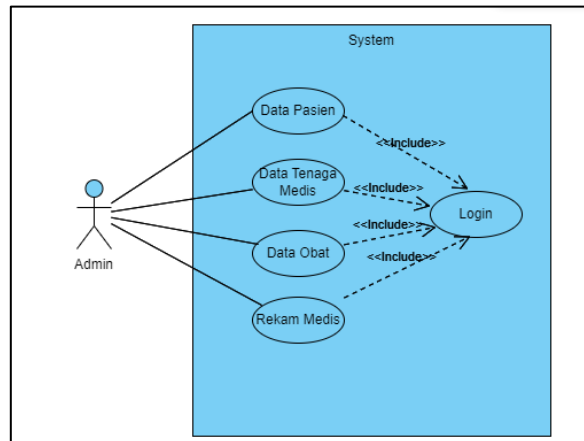 System
Data Pasien
<<Include>>
Data Tenaga
Medis
<<Include>>
Login
<<Include>>
Data Obat
<<Include>>
Admin
Rekam Medis